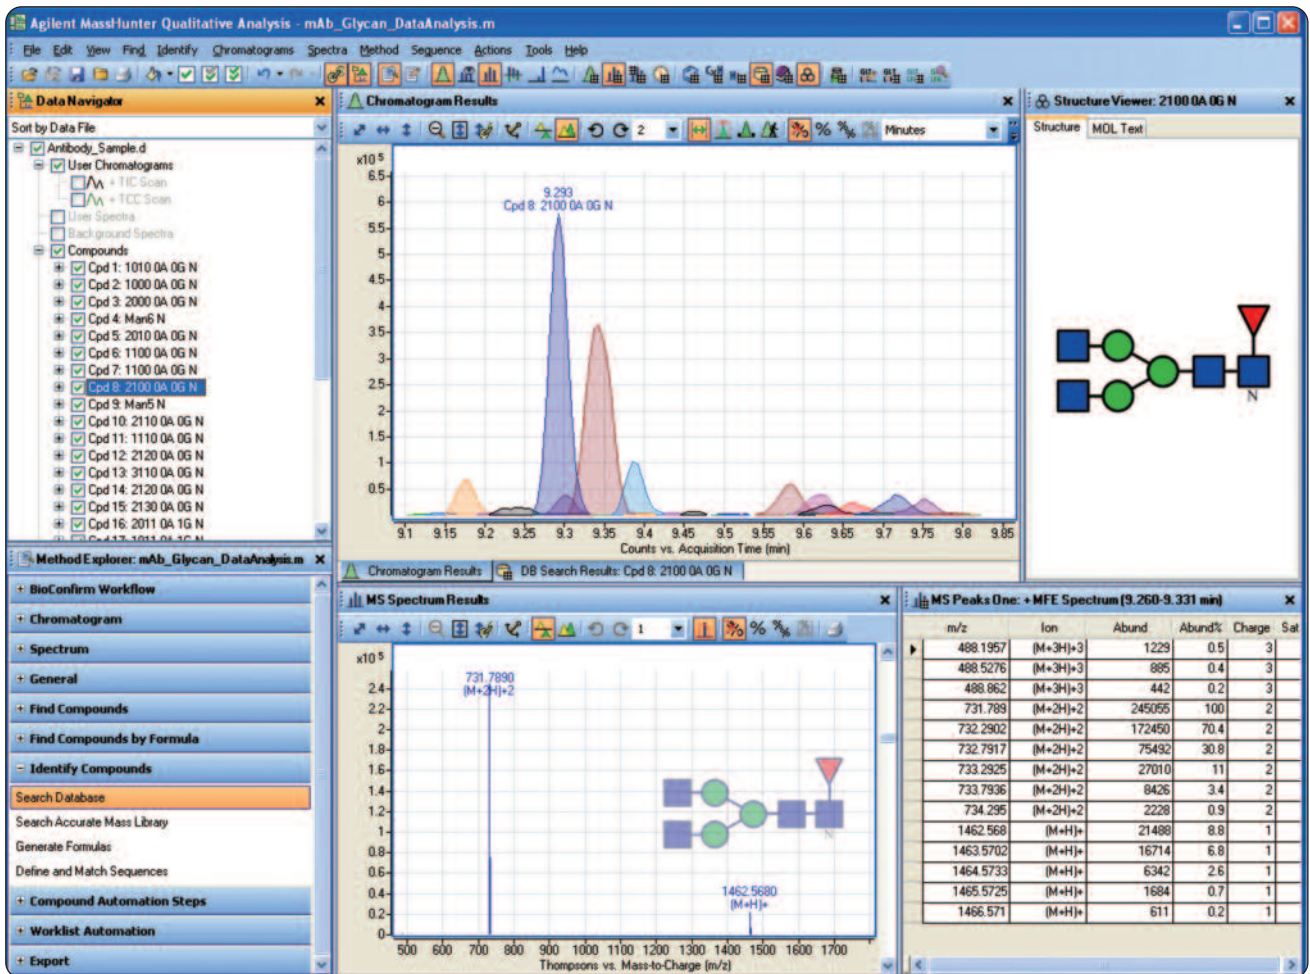 Agilent MassHunter Qualitative Analysis - mAb_Glycan_DataAnalysis.m
File Edit View Find Identify Chromatograms Spectra Method Sequence Actions Tools Help
Data Navigator
Sort by Data File
Antibody_Sample.d
User Chromatograms
+ TIC Scan
+ TCC Scan
User Spectra
Background Spectra
Compounds
Cpd 1: 1010 0A 0G N
Cpd 2: 1000 0A 0G N
Cpd 3: 2000 0A 0G N
Cpd 4: Man6 N
Cpd 5: 2010 0A 0G N
Cpd 6: 1100 0A 0G N
Cpd 7: 1100 0A 0G N
Cpd 8: 2100 0A 0G N
Cpd 9: Man5 N
Cpd 10: 2110 0A 0G N
Cpd 11: 1110 0A 0G N
Cpd 12: 2120 0A 0G N
Cpd 13: 3110 0A 0G N
Cpd 14: 2120 0A 0G N
Cpd 15: 2130 0A 0G N
Cpd 16: 2011 0A 1G N
Cpd 17: 1011 0A 1G N
Method Explorer: mAb_Glycan_DataAnalysis.m
+ BioConfirm Workflow
+ Chromatogram
+ Spectrum
+ General
+ Find Compounds
+ Find Compounds by Formula
- Identify Compounds
Search Database
Search Accurate Mass Library
Generate Formulas
Define and Match Sequences
+ Compound Automation Steps
+ Worklist Automation
+ Export
Chromatogram Results
2 % Minutes
x10 5
6.5
6
5.5
5
4.5
4
3.5
3
2.5
2
1.5
1
0.5
9.293
Cpd 8: 2100 0A 0G N
9.1 9.15 9.2 9.25 9.3 9.35 9.4 9.45 9.5 9.55 9.6 9.65 9.7 9.75 9.8 9.85
Counts vs. Acquisition Time (min)
Chromatogram Results DB Search Results: Cpd 8: 2100 0A 0G N
Structure Viewer: 2100 0A 0G N
Structure MOL Text
N
MS Spectrum Results
1 %
x10 5
2.4
2.2
2
1.8
1.6
1.4
1.2
1
0.8
0.6
0.4
0.2
0
731.7890
(M+2H)+2
N
1462.5680
(M+H)+
500 600 700 800 900 1000 1100 1200 1300 1400 1500 1600 1700
Thompsons vs. Mass-to-Charge (m/z)
MS Peaks One: + MFE Spectrum (9.260-9.331 min)
m/z Ion Abund Abund% Charge Sat
488.1957 (M+3H)+3 1229 0.5 3
488.5276 (M+3H)+3 885 0.4 3
488.862 (M+3H)+3 442 0.2 3
731.789 (M+2H)+2 245055 100 2
732.2902 (M+2H)+2 172450 70.4 2
732.7917 (M+2H)+2 75492 30.8 2
733.2925 (M+2H)+2 27010 11 2
733.7936 (M+2H)+2 8426 3.4 2
734.295 (M+2H)+2 2228 0.9 2
1462.568 (M+H)+ 21488 8.8 1
1463.5702 (M+H)+ 16714 6.8 1
1464.5733 (M+H)+ 6342 2.6 1
1465.5725 (M+H)+ 1684 0.7 1
1466.571 (M+H)+ 611 0.2 1